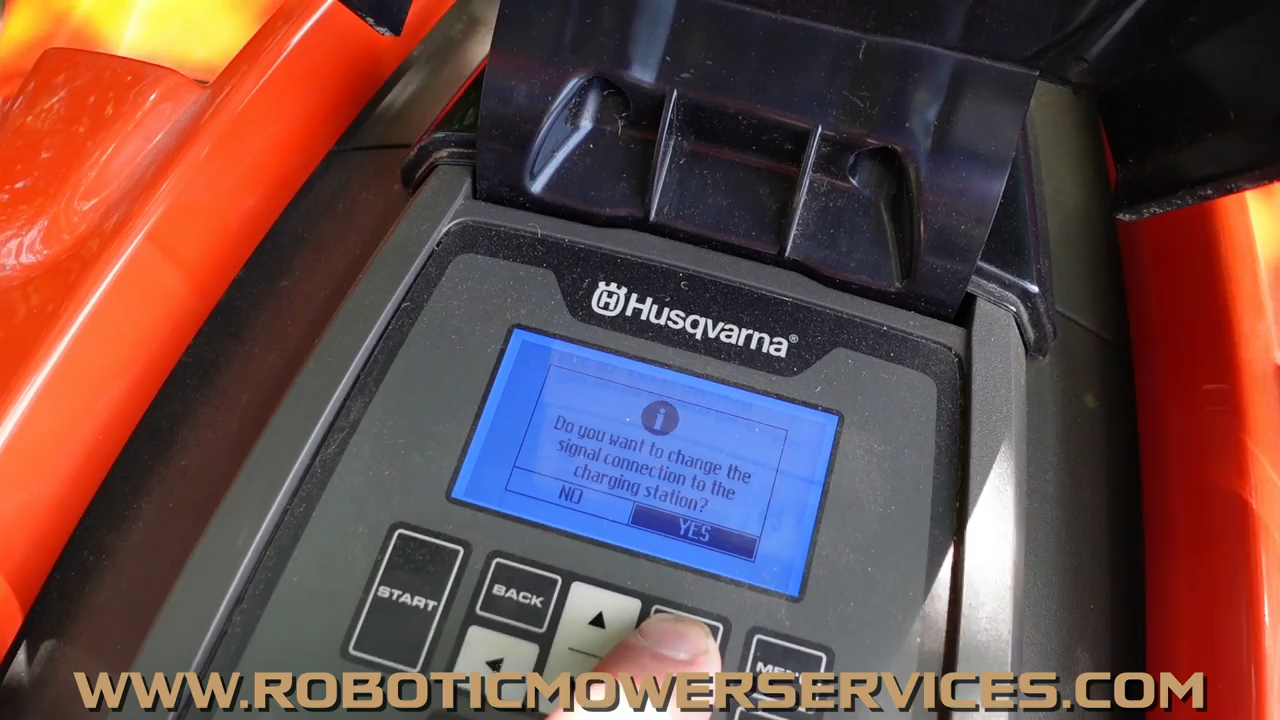 Husqvarna®
i
Do you want to change the
signal connection to the
charging station?
NO YES
START
BACK
WWW.ROBOTICMOWERSERVICES.COM